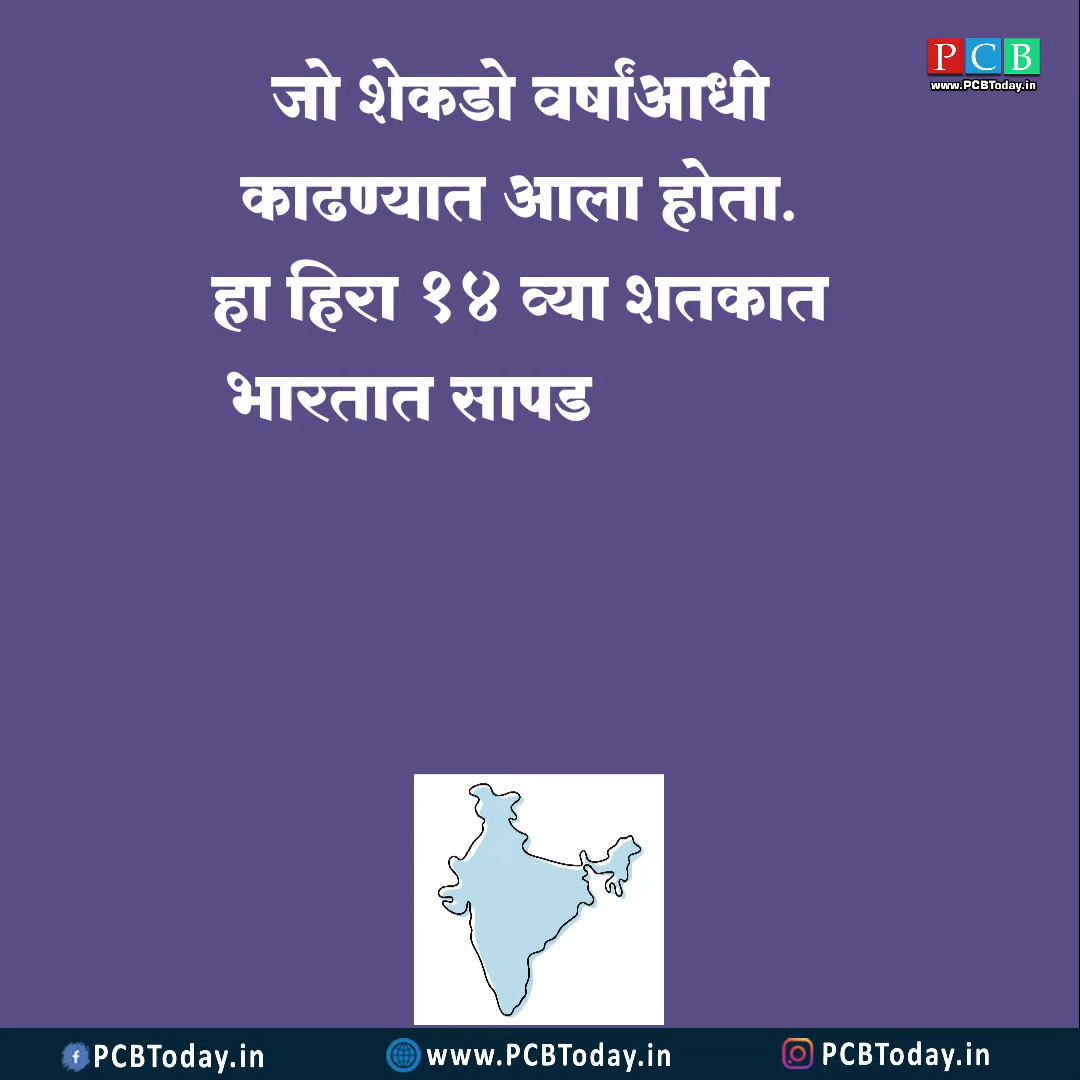 PCB
www.PCBToday.in
जो शेकडो वर्षांआधी
काढण्यात आला होता.
हा हिरा १४ व्या शतकात
भारतात सापड
PCBToday.in
www.PCBToday.in
PCBToday.in